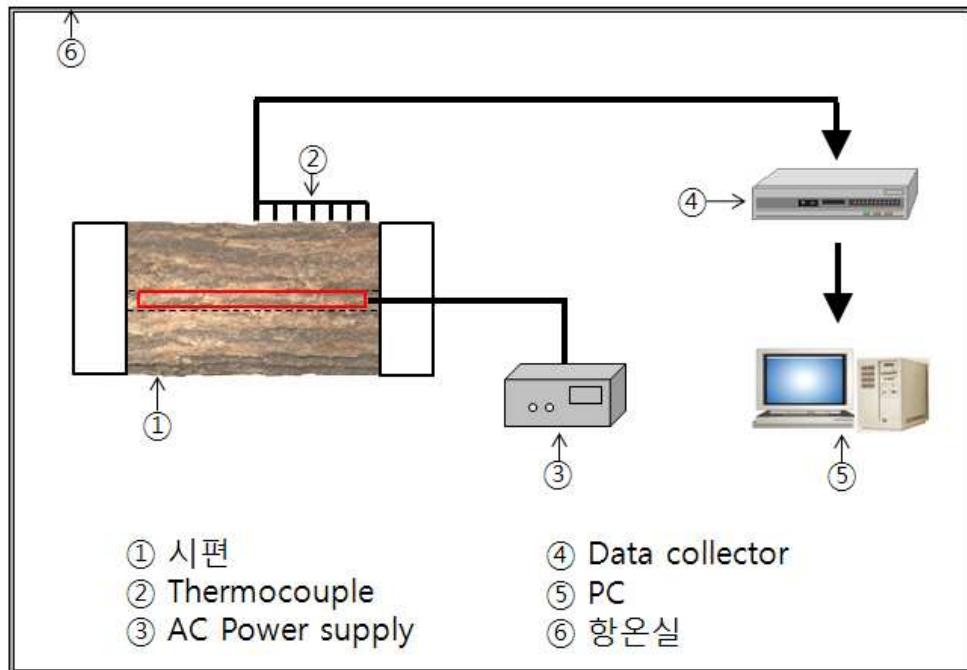 ⑥
②
④
①
③
⑤
① 시편
② Thermocouple
③ AC Power supply
④ Data collector
⑤ PC
⑥ 항온실